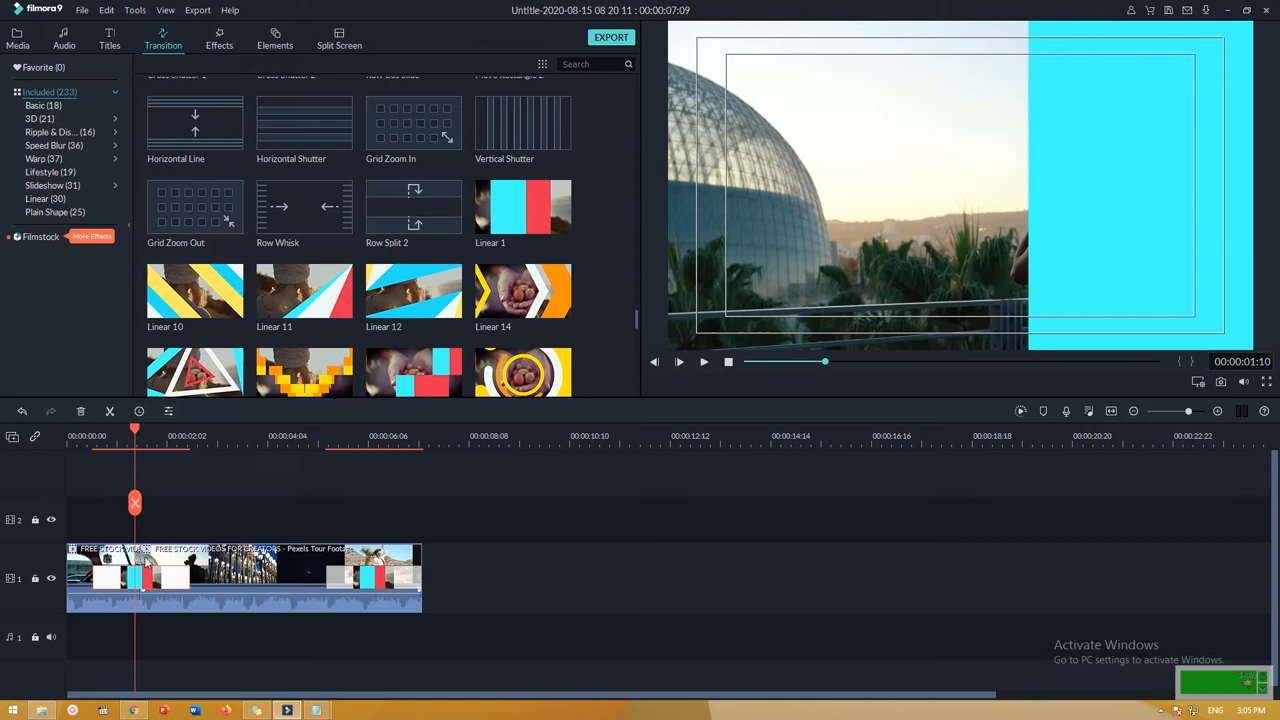 filmora9 File Edit Tools View Export Help Untitle-2020-08-15 08 20 11 : 00:00:07:09
Media Audio Titles Transition Effects Elements Split Screen EXPORT
Favorite (0)
Search
Included (233)
Basic (18)
3D (21)
Ripple & Dis... (16)
Speed Blur (36)
Warp (37)
Lifestyle (19)
Slideshow (31)
Linear (30)
Plain Shape (25)
Filmstock More Effects
Horizontal Line Horizontal Shutter Grid Zoom In Vertical Shutter
Grid Zoom Out Row Whisk Row Split 2 Linear 1
Linear 10 Linear 11 Linear 12 Linear 14
00:00:01:10
00:00:00:00 00:00:02:02 00:00:04:04 00:00:06:06 00:00:08:08 00:00:10:10 00:00:12:12 00:00:14:14 00:00:16:16 00:00:18:18 00:00:20:20 00:00:22:22
2
FREE STOCK VID FREE STOCK VIDEOS FOR CREATORS - Pexels Tour Footage
1
1
Activate Windows
Go to PC settings to activate Windows.
ENG 3:05 PM